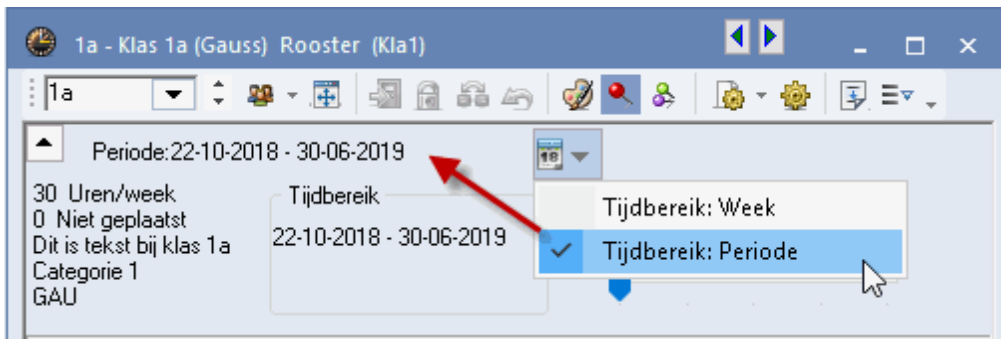 1a - Klas 1a (Gauss) Rooster (Kla1)
1a
Periode:22-10-2018 - 30-06-2019
18
30 Uren/week
0 Niet geplaatst
Dit is tekst bij klas 1a
Categorie 1
GAU
Tijdbereik
22-10-2018 - 30-06-2019
Tijdbereik: Week
Tijdbereik: Periode